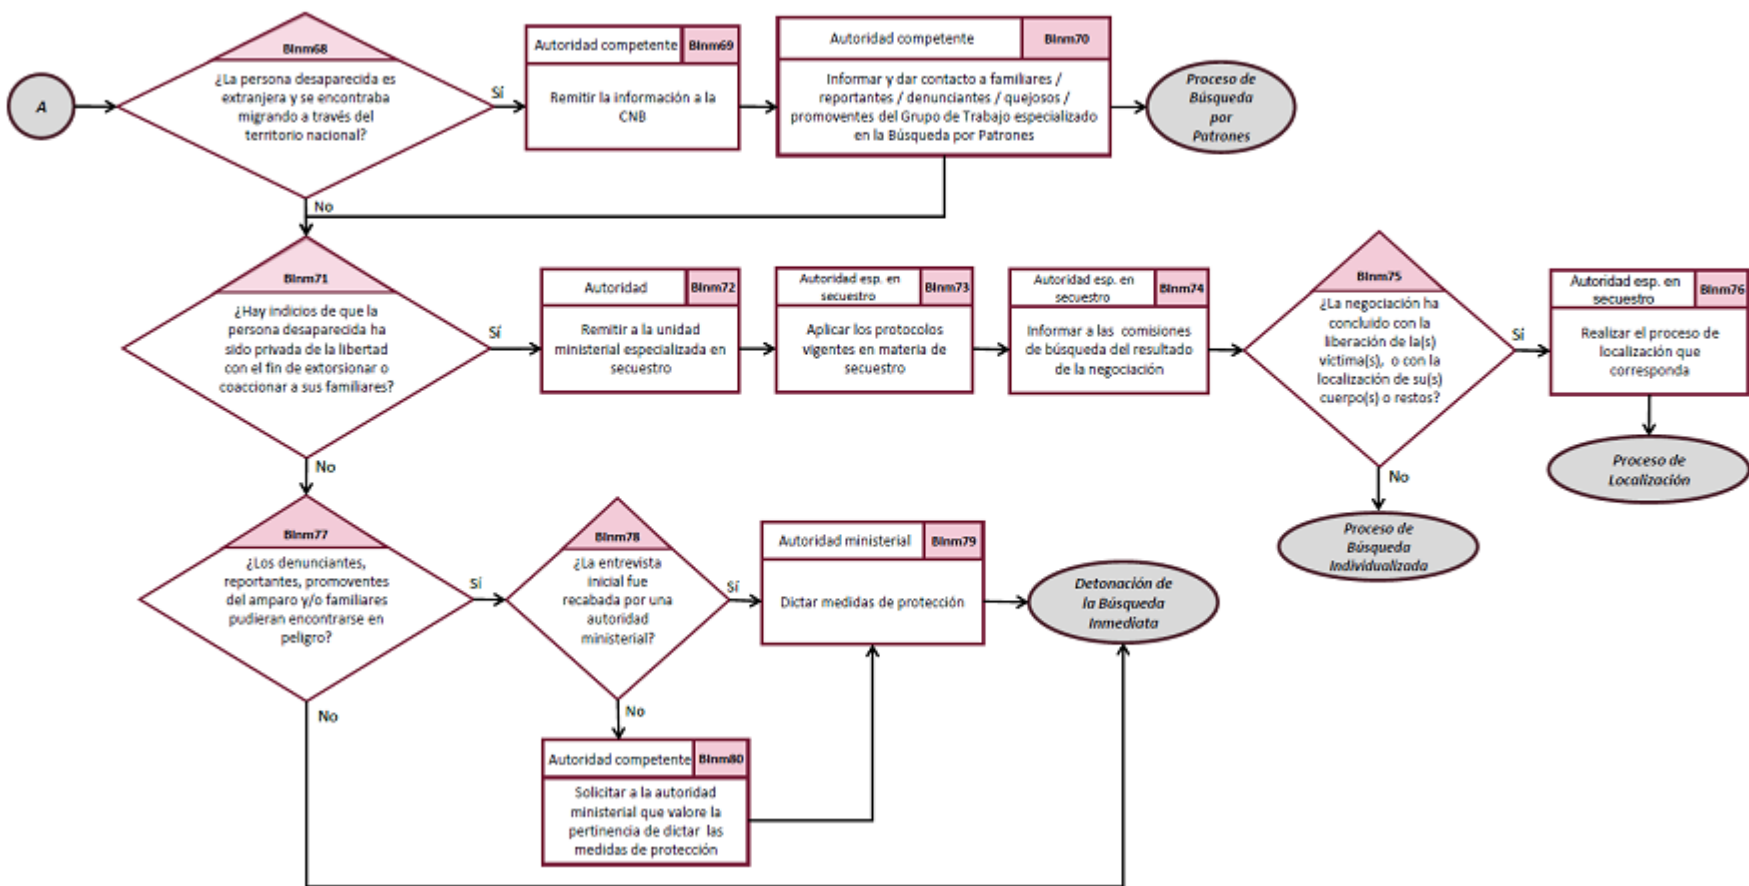 A
BInm68
¿La persona desaparecida es
extranjera y se encontraba
migrando a través del
territorio nacional?
Sí
No
Autoridad competente
BInm69
Remitir la información a la
CNB
Autoridad competente
BInm70
Informar y dar contacto a familiares /
reportantes / denunciantes / quejosos /
promoventes del Grupo de Trabajo especializado
en la Búsqueda por Patrones
Proceso de
Búsqueda
por
Patrones
BInm71
¿Hay indicios de que la
persona desaparecida ha
sido privada de la libertad
con el fin de extorsionar o
coaccionar a sus familiares?
Sí
No
Autoridad
BInm72
Remitir a la unidad
ministerial especializada en
secuestro
Autoridad esp. en
secuestro
BInm73
Aplicar los protocolos
vigentes en materia de
secuestro
Autoridad esp. en
secuestro
BInm74
Informar a las comisiones
de búsqueda del resultado
de la negociación
BInm75
¿La negociación ha
concluido con la
liberación de la(s)
víctima(s), o con la
localización de su(s)
cuerpo(s) o restos?
Sí
No
Autoridad esp. en
secuestro
BInm76
Realizar el proceso de
localización que
corresponda
Proceso de
Localización
Proceso de
Búsqueda
Individualizada
BInm77
¿Los denunciantes,
reportantes, promoventes
del amparo y/o familiares
pudieran encontrarse en
peligro?
Sí
No
BInm78
¿La entrevista
inicial fue
recabada por una
autoridad
ministerial?
Sí
No
Autoridad ministerial
BInm79
Dictar medidas de protección
Detonación de
la Búsqueda
Inmediata
Autoridad competente
BInm80
Solicitar a la autoridad
ministerial que valore la
pertinencia de dictar las
medidas de protección